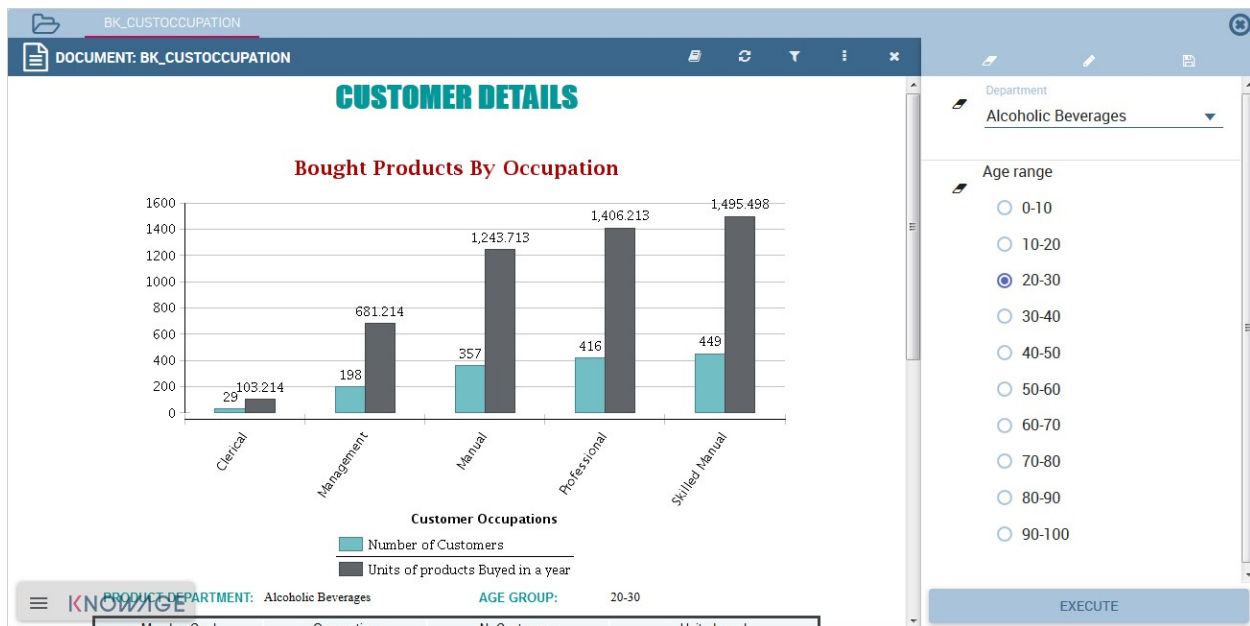 BK_CUSTOCCUPATION
DOCUMENT: BK_CUSTOCCUPATION
CUSTOMER DETAILS
Bought Products By Occupation
1600
1400
1200
1000
800
600
400
200
0
29
103.214
198
681.214
357
1,243.713
416
1,406.213
449
1,495.498
Clerical
Management
Manual
Professional
Skilled Manual
Customer Occupations
Number of Customers
Units of products Buyed in a year
PRODUCT DEPARTMENT: Alcoholic Beverages AGE GROUP: 20-30
KNOWAGE
Department
Alcoholic Beverages
Age range
0-10
10-20
20-30
30-40
40-50
50-60
60-70
70-80
80-90
90-100
EXECUTE